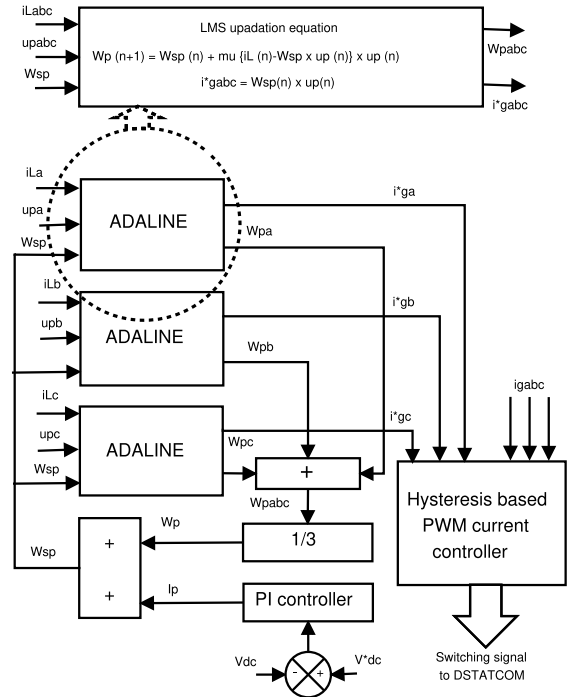 iLabc
upabc
Wsp
LMS upadation equation
Wp (n+1) = Wsp (n) + mu {iL (n)-Wsp x up (n)} x up (n)
i*gabc = Wsp(n) x up(n)
Wpabc
i*gabc
iLa
upa
Wsp
ADALINE
i*ga
Wpa
iLb
upb
ADALINE
i*gb
Wpb
iLc
upc
Wsp
ADALINE
i*gc
Wpc
igabc
+
Wpabc
Hysteresis based
PWM current
controller
Wsp
+
+
Wp
1/3
Ip
PI controller
Vdc
- +
V*dc
Switching signal
to DSTATCOM